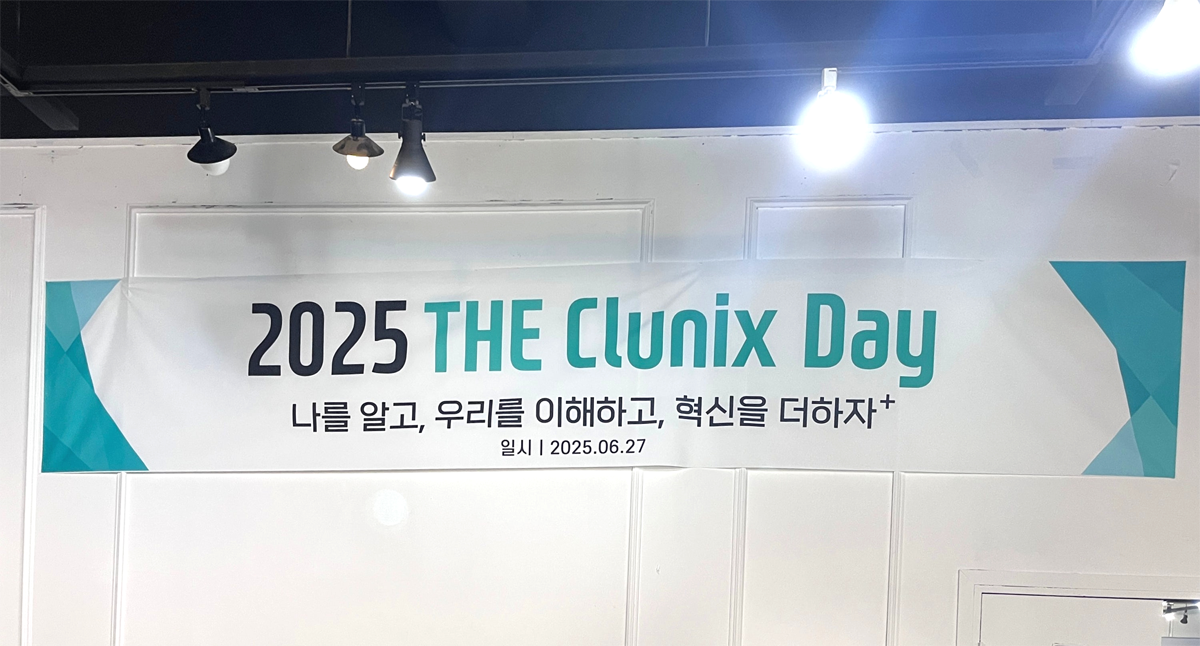 2025 THE Clunix Day
나를 알고, 우리를 이해하고, 혁신을 더하자+
일시 | 2025.06.27